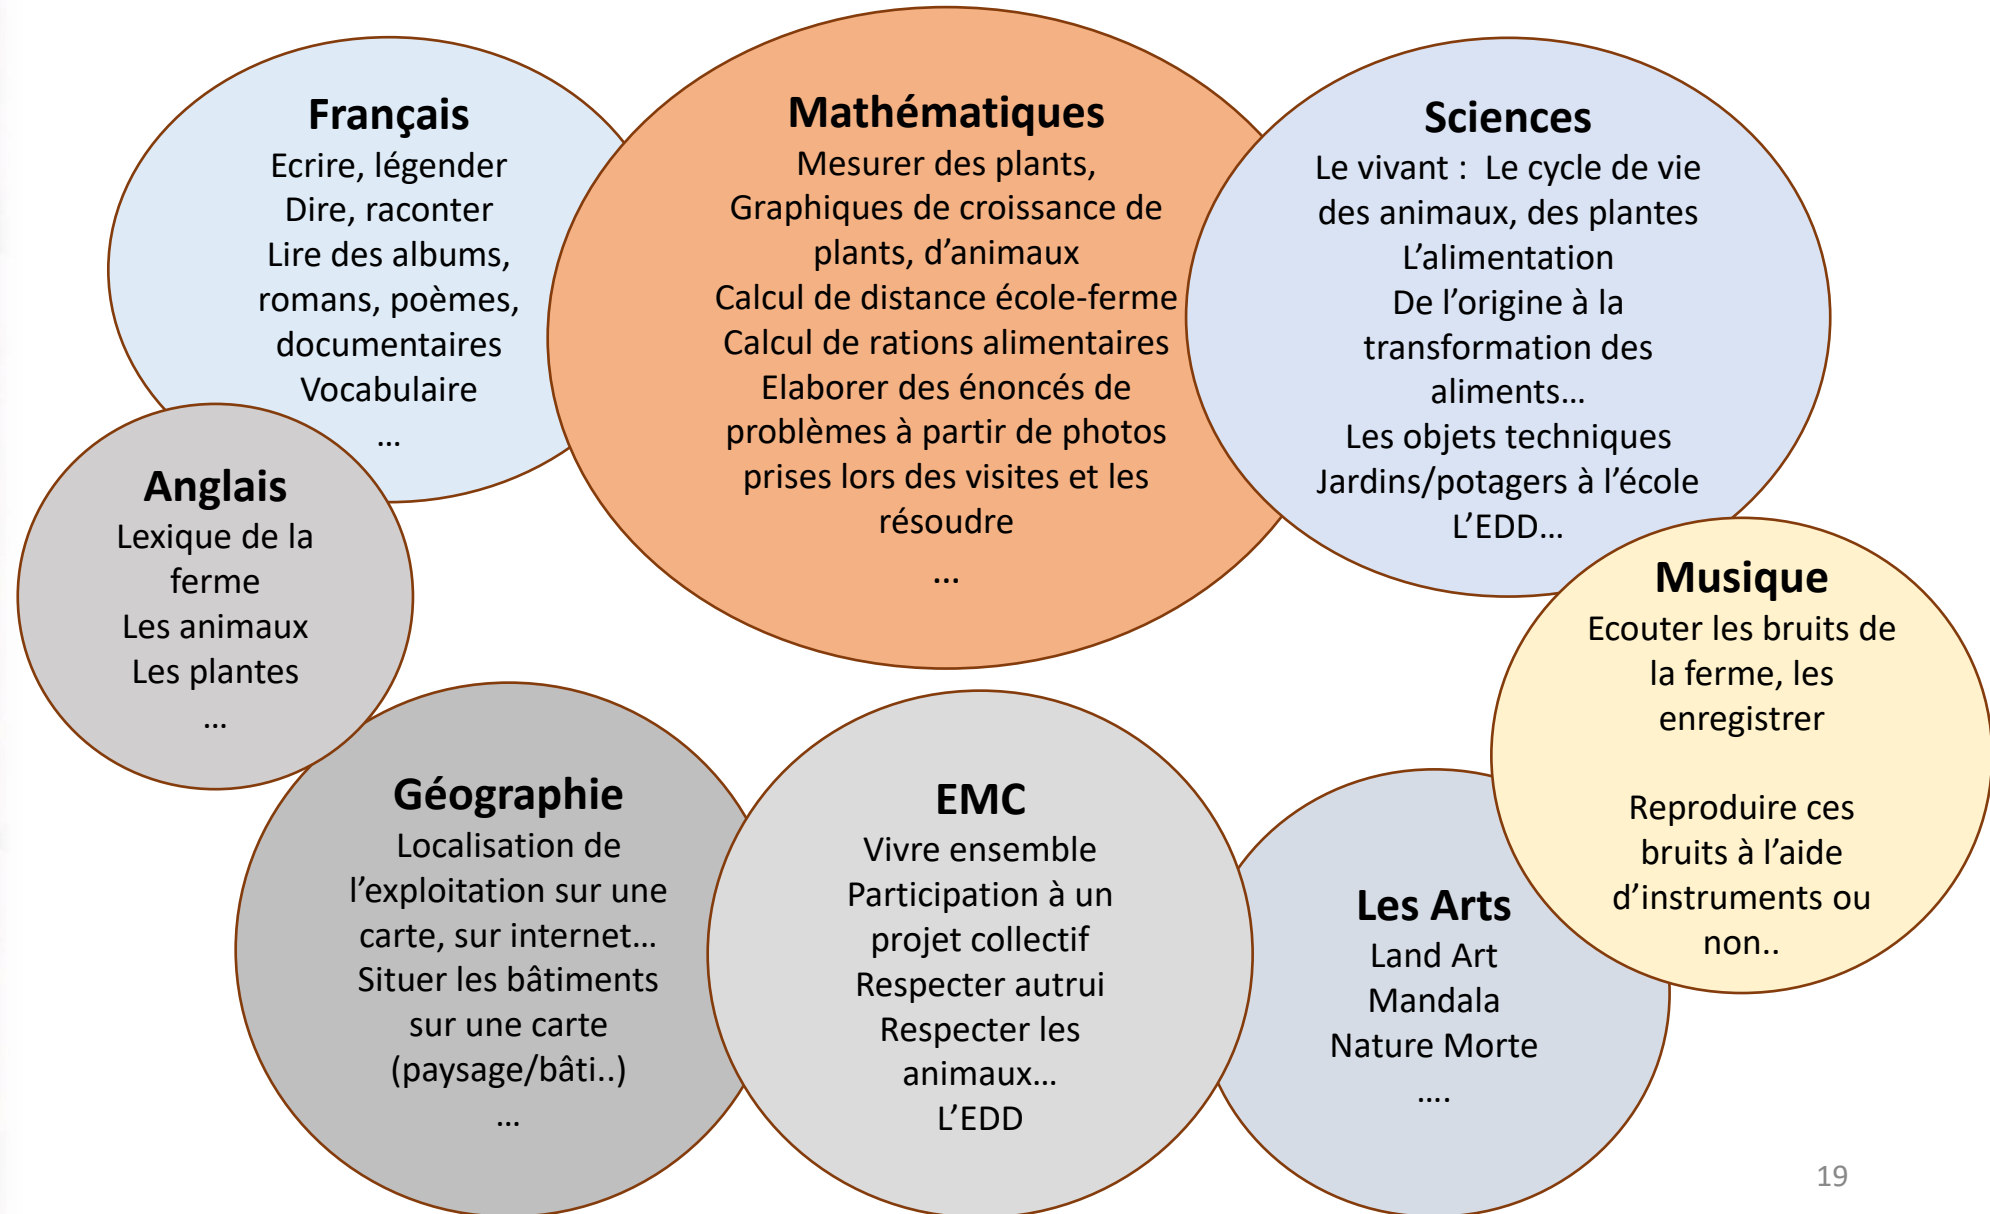 Français
Ecrire, légender
Dire, raconter
Lire des albums,
romans, poèmes,
documentaires
Vocabulaire
…
Mathématiques
Mesurer des plants,
Graphiques de croissance de
plants, d’animaux
Calcul de distance école-ferme
Calcul de rations alimentaires
Elaborer des énoncés de
problèmes à partir de photos
prises lors des visites et les
résoudre
…
Sciences
Le vivant :  Le cycle de vie
des animaux, des plantes
L’alimentation
De l’origine à la
transformation des
aliments…
Les objets techniques
Jardins/potagers à l’école
L’EDD…
Anglais
Lexique de la
ferme
Les animaux
Les plantes
…
Musique
Ecouter les bruits de
la ferme, les
enregistrer
Reproduire ces
bruits à l’aide
d’instruments ou
non..
Géographie
Localisation de
l’exploitation sur une
carte, sur internet…
Situer les bâtiments
sur une carte
(paysage/bâti..)
…
EMC
Vivre ensemble
Participation à un
projet collectif
Respecter autrui
Respecter les
animaux…
L’EDD
Les Arts
Land Art
Mandala
Nature Morte
….
19